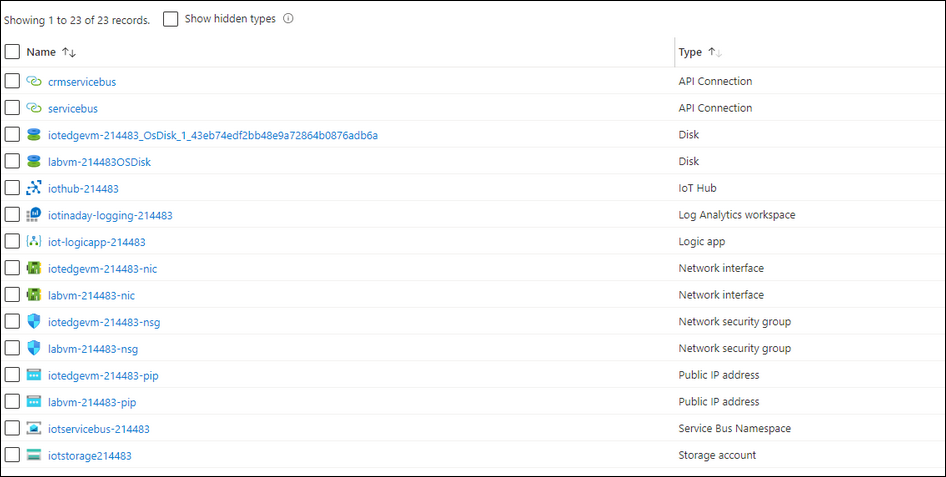 Showing 1 to 23 of 23 records. Show hidden types
Name Type
crmservicebus API Connection
servicebus API Connection
iotedgevm-214483_OsDisk_1_43eb74edf2bb48e9a72864b0876adb6a Disk
labvm-214483OSDisk Disk
iothub-214483 IoT Hub
iotinaday-logging-214483 Log Analytics workspace
iot-logicapp-214483 Logic app
iotedgevm-214483-nic Network interface
labvm-214483-nic Network interface
iotedgevm-214483-nsg Network security group
labvm-214483-nsg Network security group
iotedgevm-214483-pip Public IP address
labvm-214483-pip Public IP address
iotservicebus-214483 Service Bus Namespace
iotstorage214483 Storage account